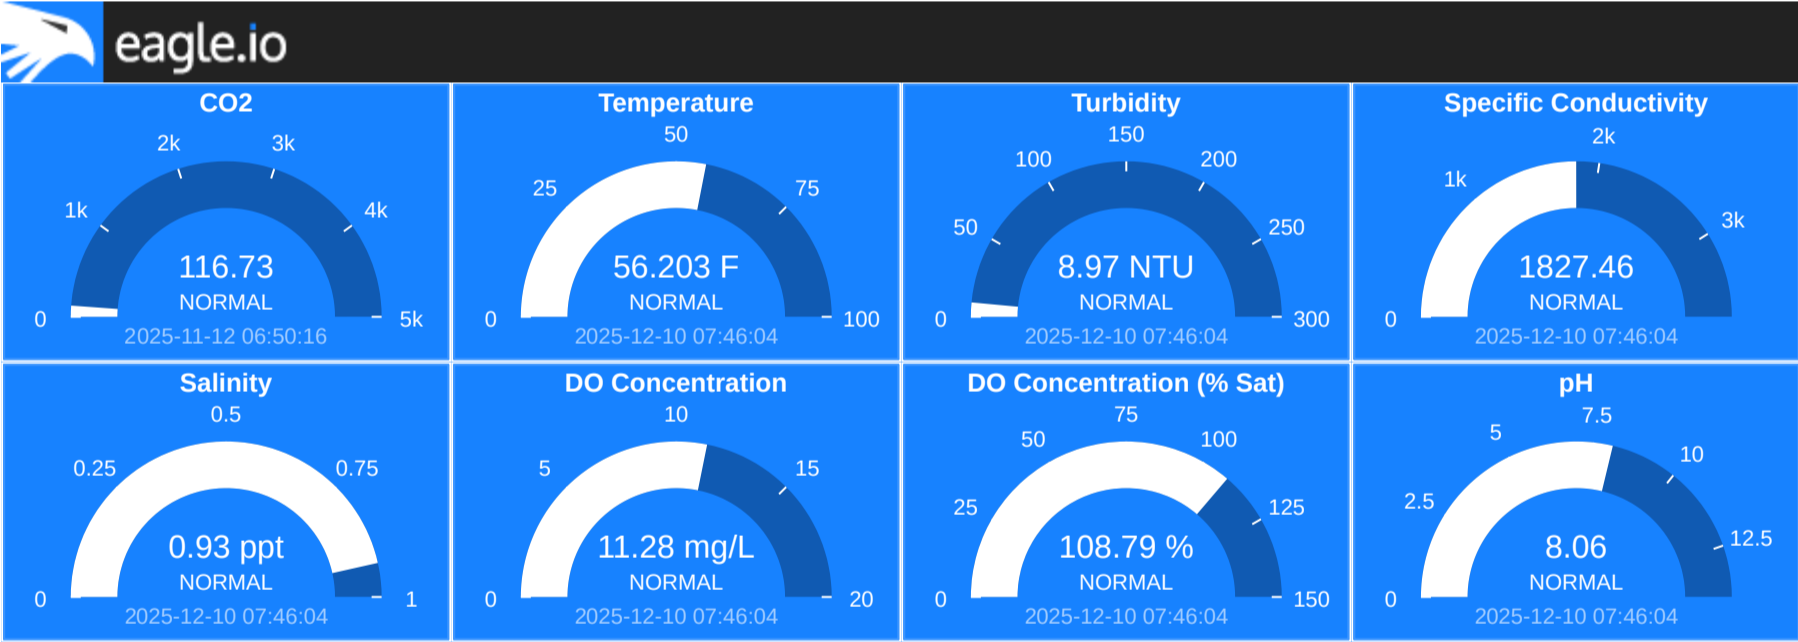 eagle.io
CO2
2k
3k
1k
4k
116.73
NORMAL
0
5k
2025-11-12 06:50:16
Temperature
50
25
75
56.203 F
NORMAL
0
100
2025-12-10 07:46:04
Turbidity
150
100
200
50
250
8.97 NTU
NORMAL
0
300
2025-12-10 07:46:04
Specific Conductivity
2k
1k
3k
1827.46
NORMAL
0
2025-12-10 07:46:04
Salinity
0.5
0.25
0.75
0.93 ppt
NORMAL
0
1
2025-12-10 07:46:04
DO Concentration
10
5
15
11.28 mg/L
NORMAL
0
20
2025-12-10 07:46:04
DO Concentration (% Sat)
75
50
100
25
125
108.79 %
NORMAL
0
150
2025-12-10 07:46:04
pH
7.5
5
10
2.5
12.5
8.06
NORMAL
0
2025-12-10 07:46:04